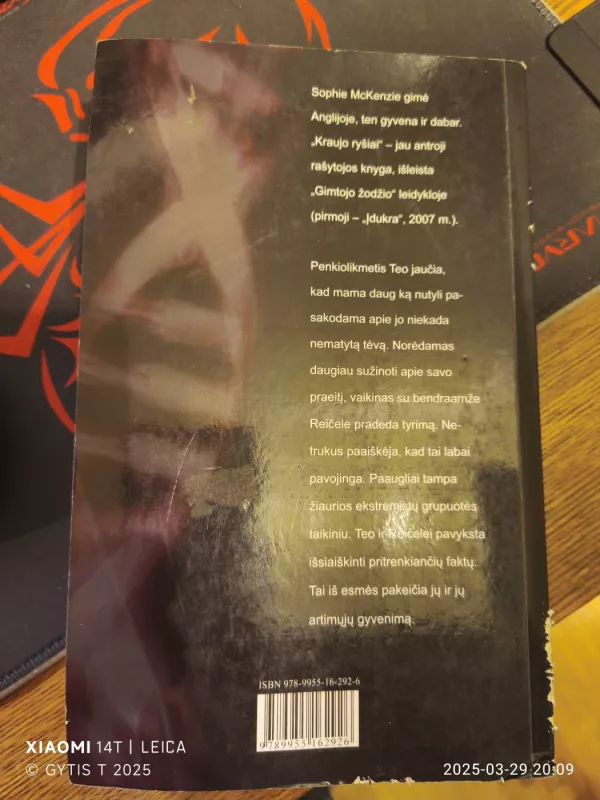 Sophie McKenzie gimė
Anglijoje, ten gyvena ir dabar.
„Kraujo ryšiai“ – jau antroji
rašytojos knyga, išleista
„Gimtojo žodžio“ leidykloje
(pirmoji – „Įdukra“, 2007 m.).
Penkiolikmetis Teo jaučia,
kad mama daug ką nutyli pa-
sakodama apie jo niekada
nematytą tėvą. Norėdamas
daugiau sužinoti apie savo
praeitį, vaikinas su bendraamže
Reičele pradeda tyrimą. Ne-
trukus paaiškėja, kad tai labai
pavojinga. Paaugliai tampa
žiaurios ekstremistų grupuotės
taikiniu. Teo ir Reičelei pavyksta
išsiaiškinti pritrenkiančių faktų.
Tai iš esmės pakeičia jų ir jų
artimųjų gyvenimą.
ISBN 978-9955-16-292-6
9 789955 162926
XIAOMI 14T | LEICA
© GYTIS T 2025
2025-03-29 20:09